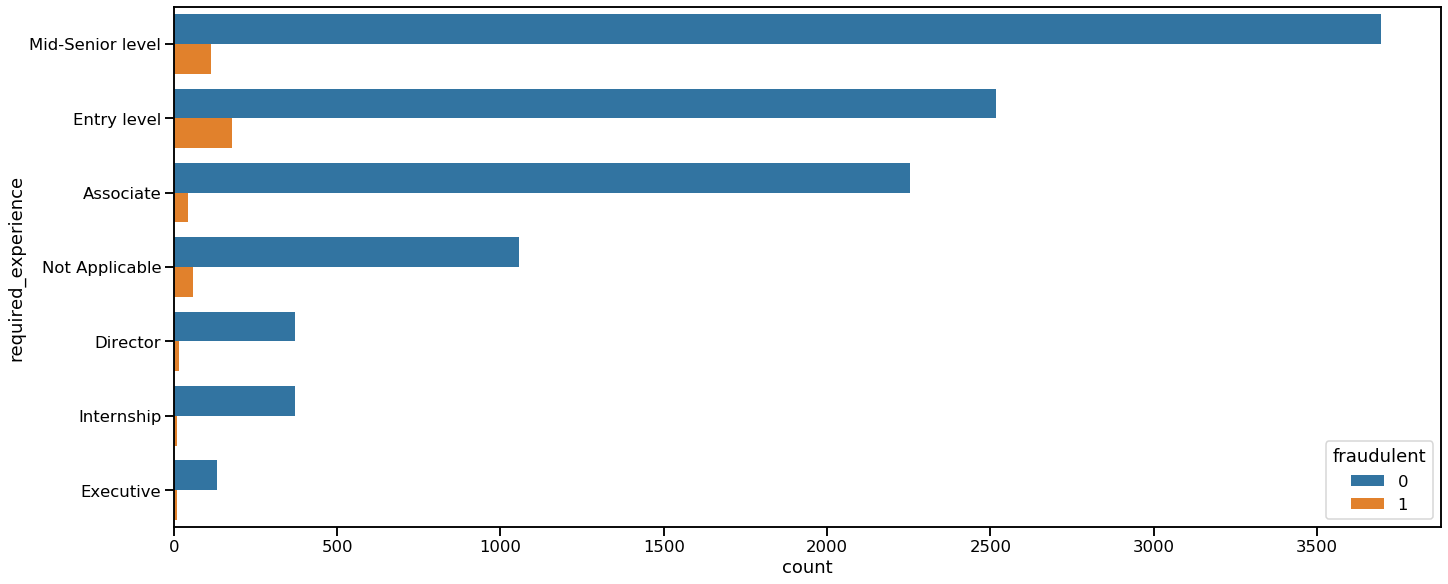 Mid-Senior level
Entry level
Associate
Not Applicable
Director
Internship
Executive
required_experience
0 500 1000 1500 2000 2500 3000 3500
count
fraudulent
0
1